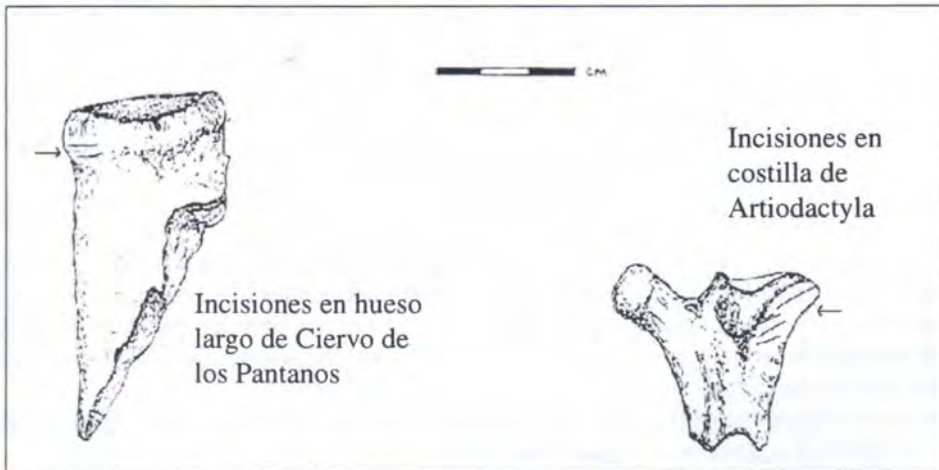 cm
Incisiones en
costilla de
Artiodactyla
Incisiones en hueso
largo de Ciervo de
los Pantanos